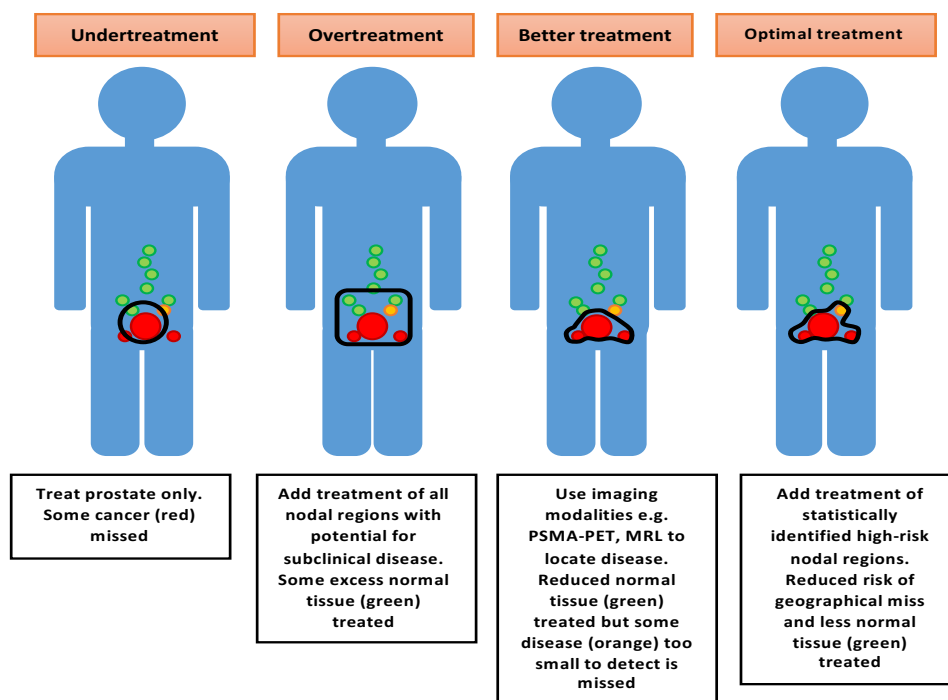 Undertreatment
Overtreatment
Better treatment
Optimal treatment
Treat prostate only.
Some cancer (red)
missed
Add treatment of all
nodal regions with
potential for
subclinical disease.
Some excess normal
tissue (green)
treated
Use imaging
modalities e.g.
PSMA-PET, MRL to
locate disease.
Reduced normal
tissue (green)
treated but some
disease (orange) too
small to detect is
missed
Add treatment of
statistically
identified high-risk
nodal regions.
Reduced risk of
geographical miss
and less normal
tissue (green)
treated